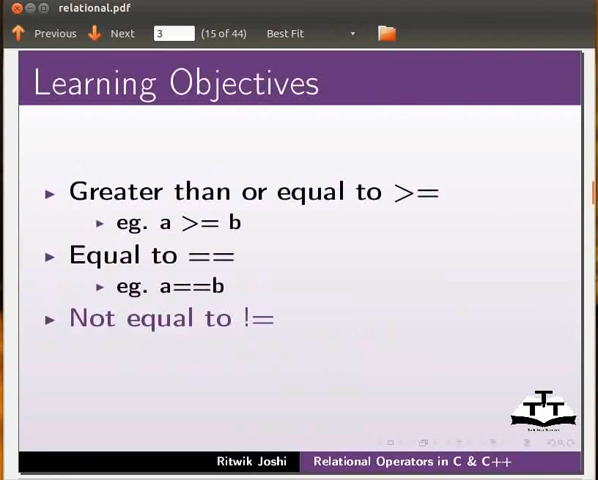 relational.pdf
Previous Next 3 (15 of 44) Best Fit
Learning Objectives
Greater than or equal to >=
eg. a >= b
Equal to ==
eg. a==b
Not equal to !=
Ritwik Joshi Relational Operators in C & C++